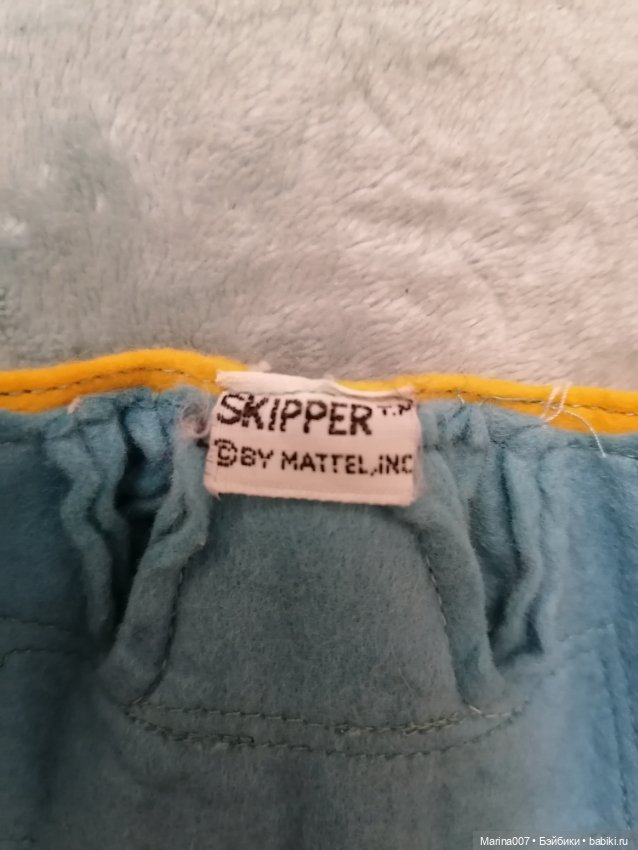 SKIPPER T.M
©BY MATTEL,INC
Marina007 • Бэйбики • babiki.ru